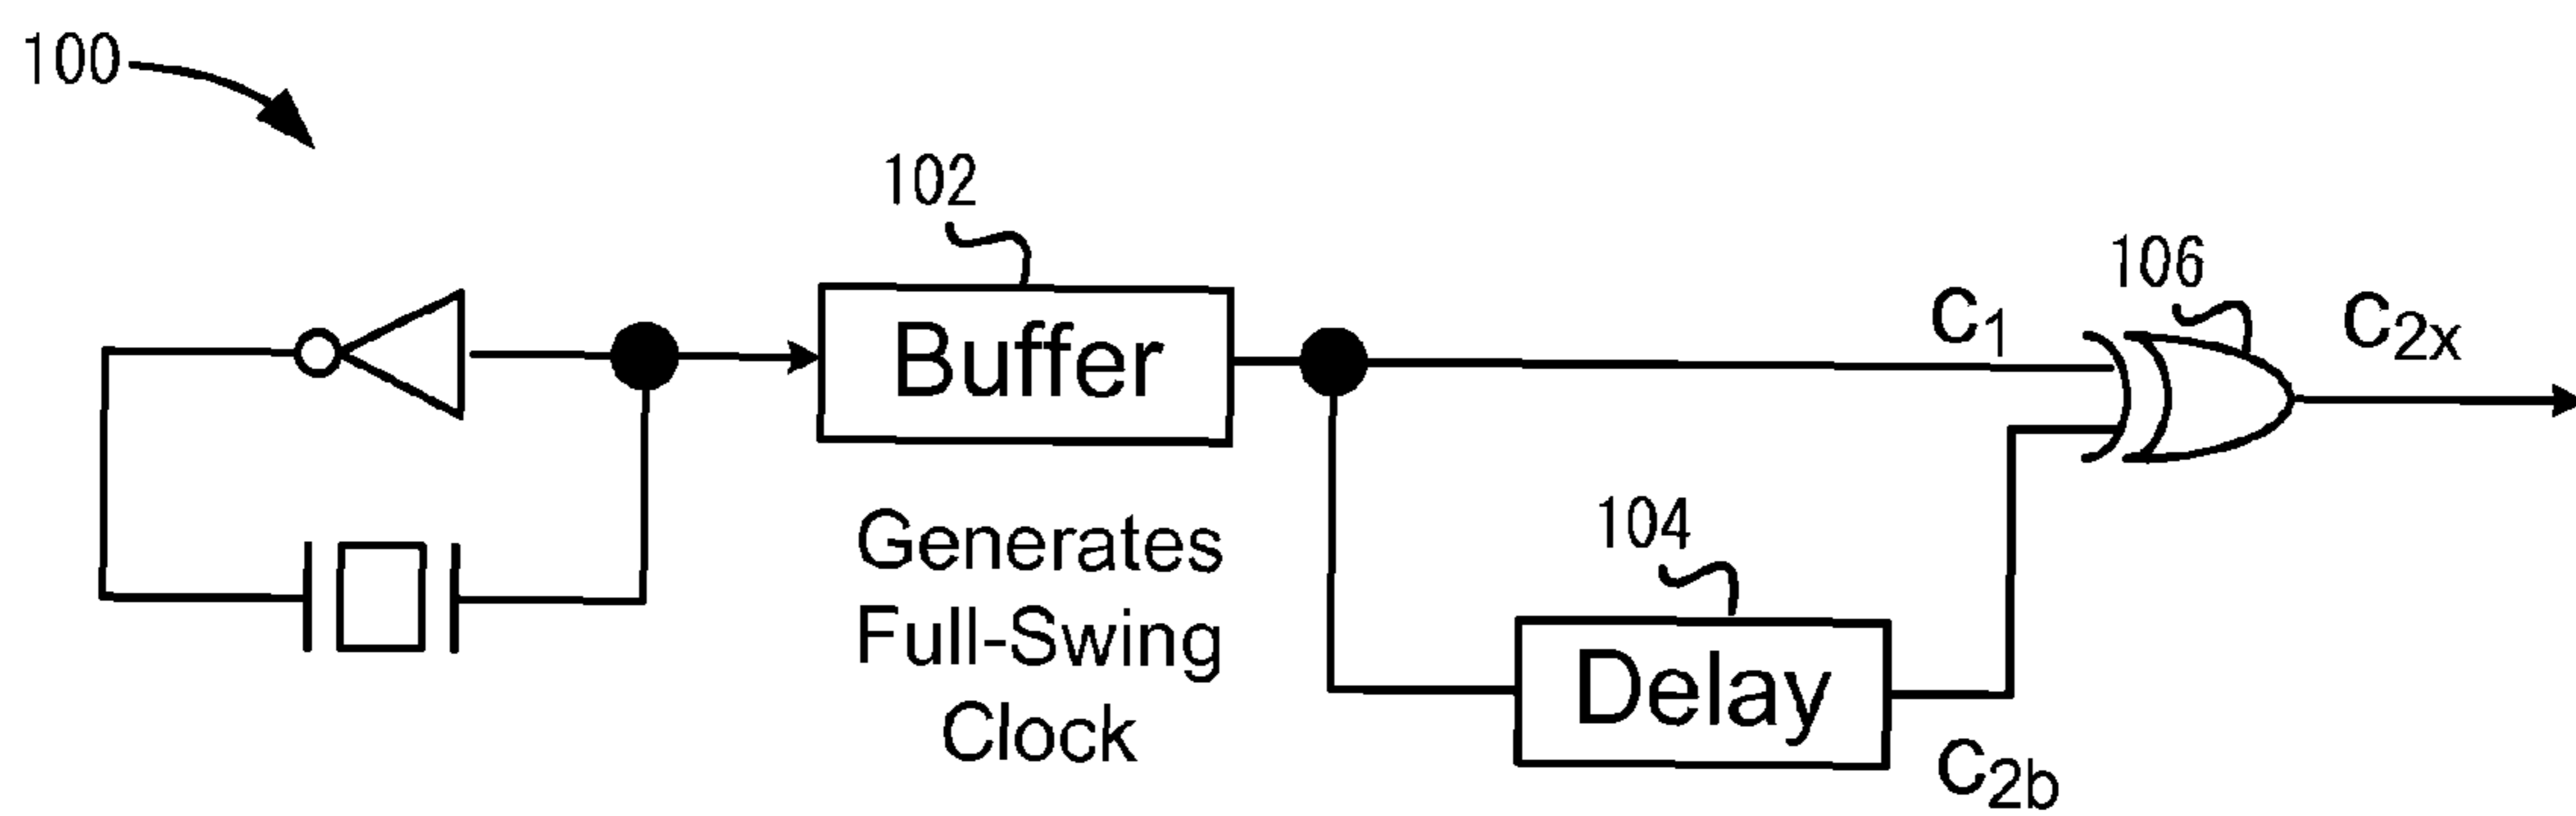 100
102
Buffer
Generates
Full-Swing
Clock
104
Delay
c1
c2b
106
c2x